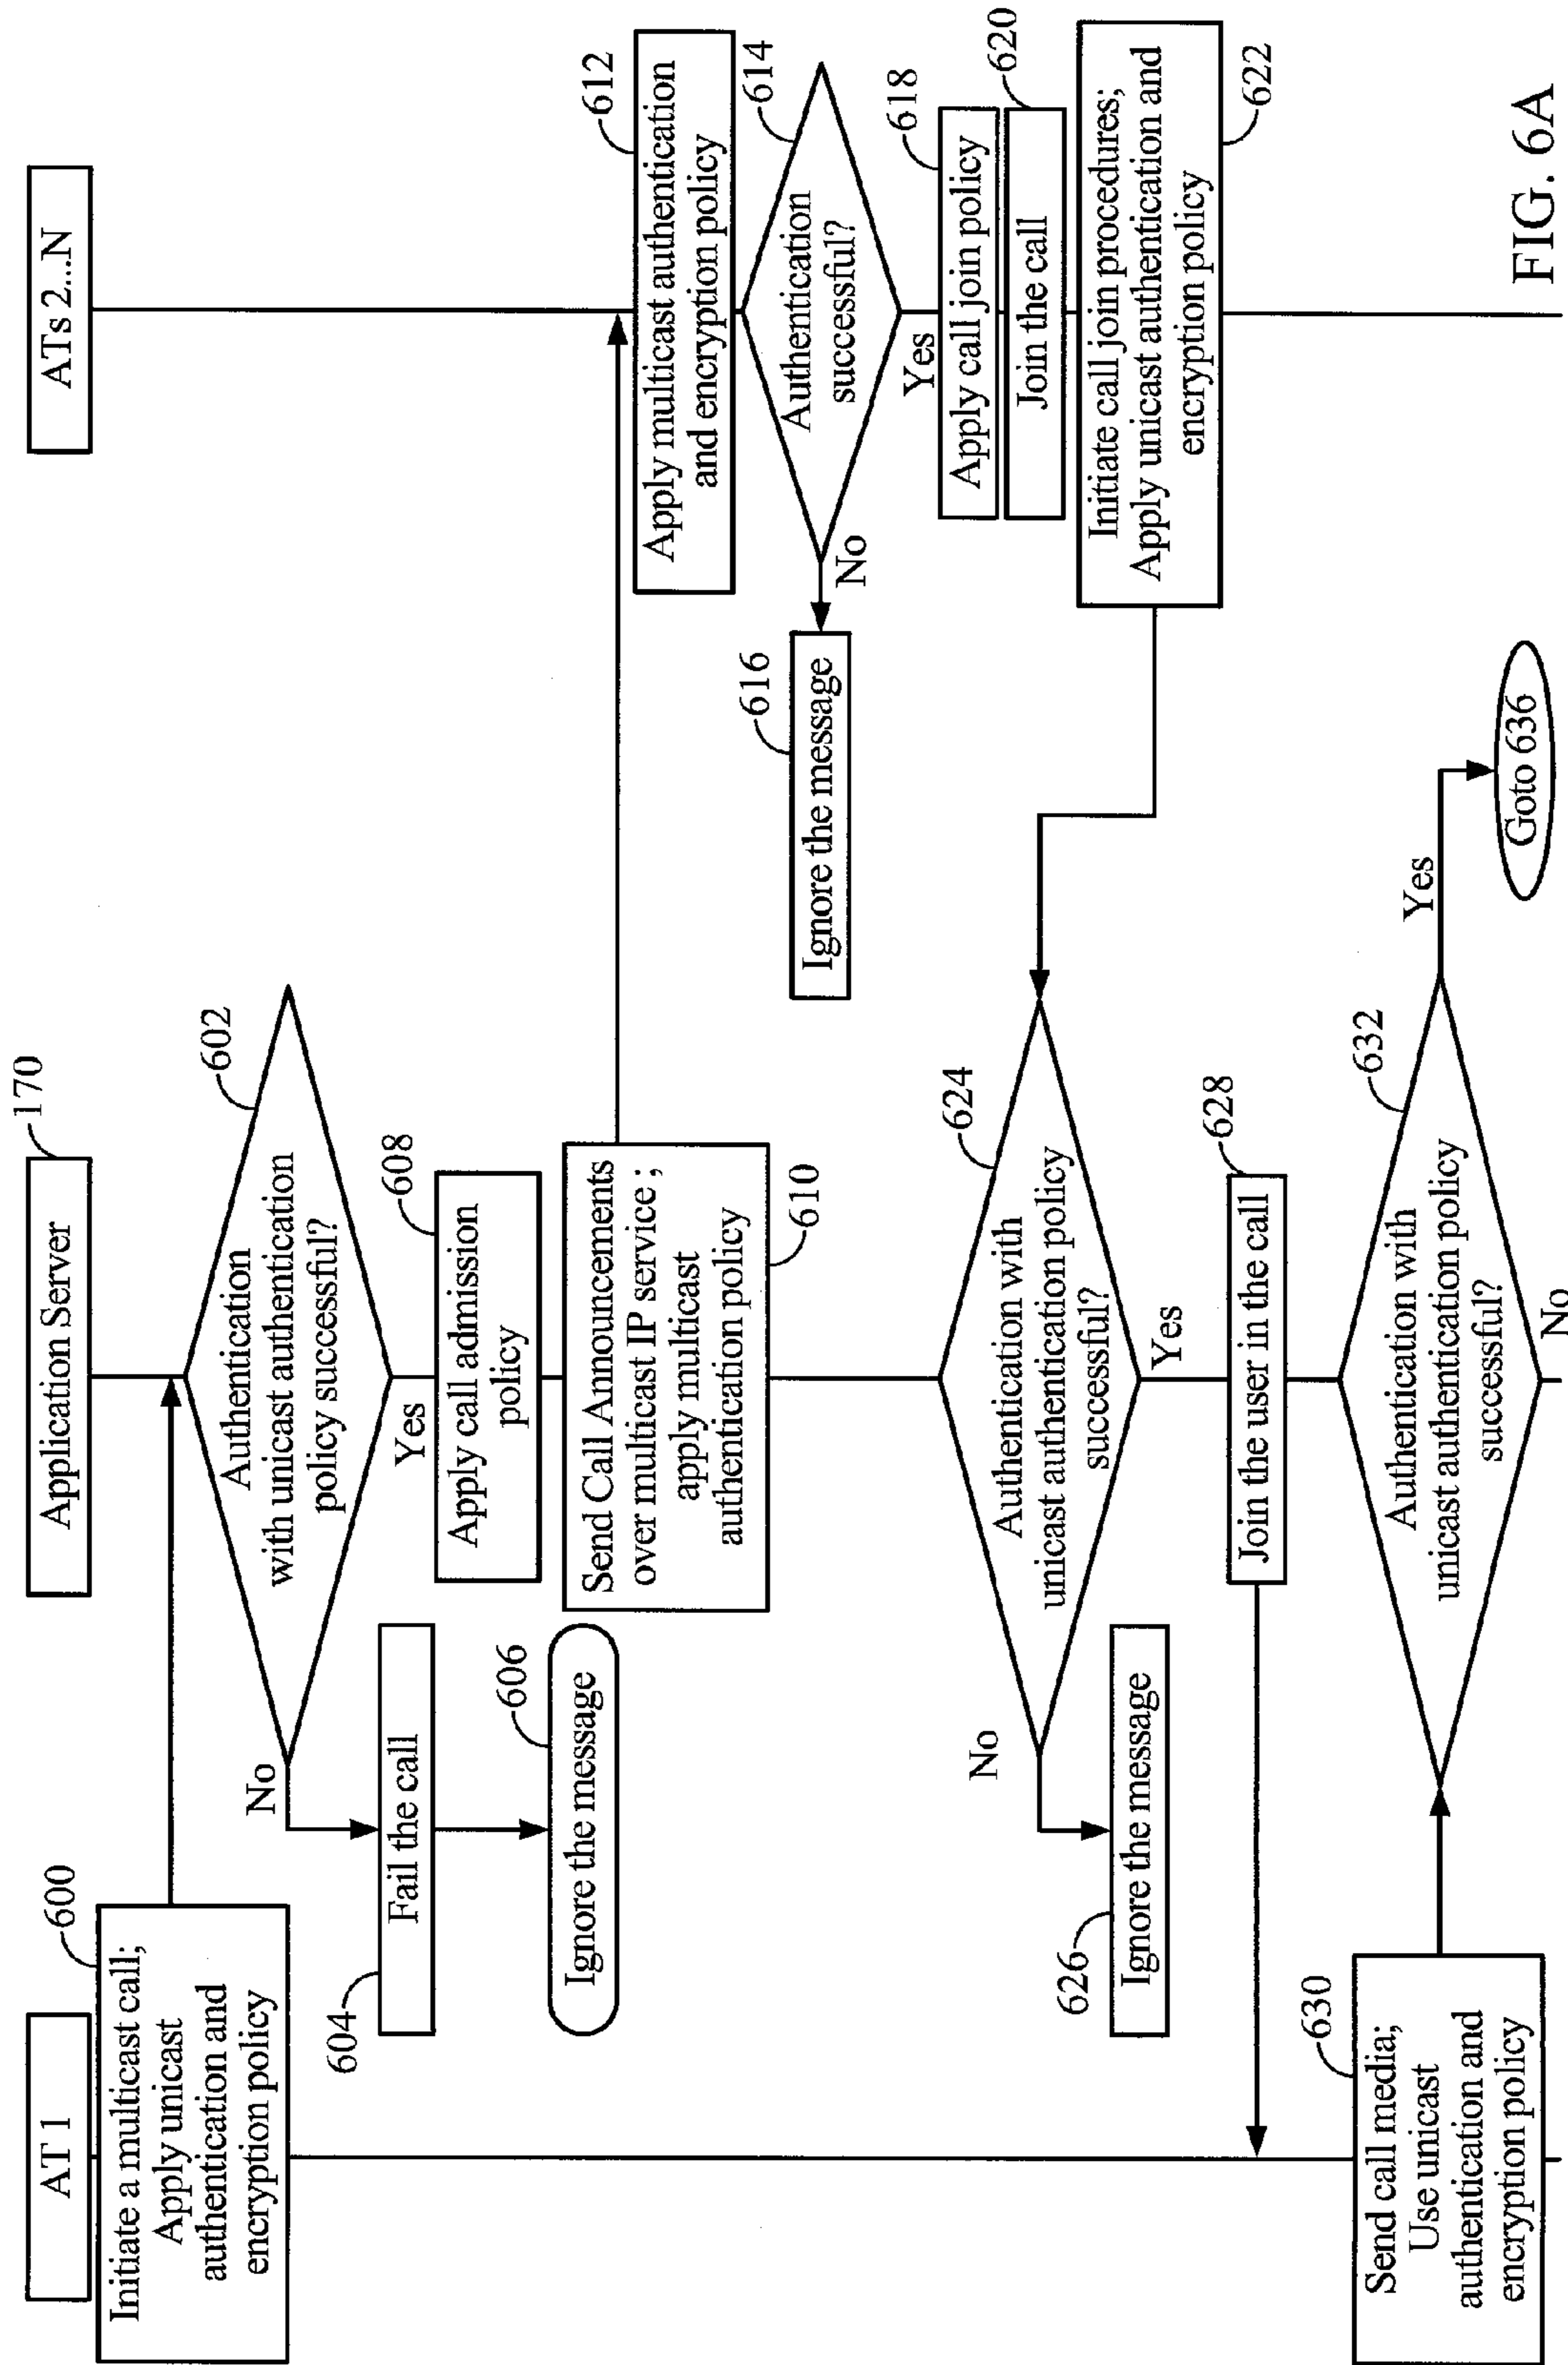 AT 1
600
Initiate a multicast call;
Apply unicast
authentication and
encryption policy
Application Server
170
ATs 2...N
Authentication
with unicast authentication
policy successful?
602
No
Yes
Fail the call
604
Ignore the message
606
Apply call admission
policy
608
Send Call Announcements
over multicast IP service ;
apply multicast
authentication policy
610
Apply multicast authentication
and encryption policy
612
Authentication
successful?
614
No
Yes
Ignore the message
616
Apply call join policy
618
Join the call
620
Initiate call join procedures;
Apply unicast authentication and
encryption policy
622
Authentication with
unicast authentication policy
successful?
624
No
Yes
Ignore the message
626
Join the user in the call
628
Send call media;
Use unicast
authentication and
encryption policy
630
Authentication with
unicast authentication policy
successful?
632
Yes
No
Goto 636
FIG. 6A